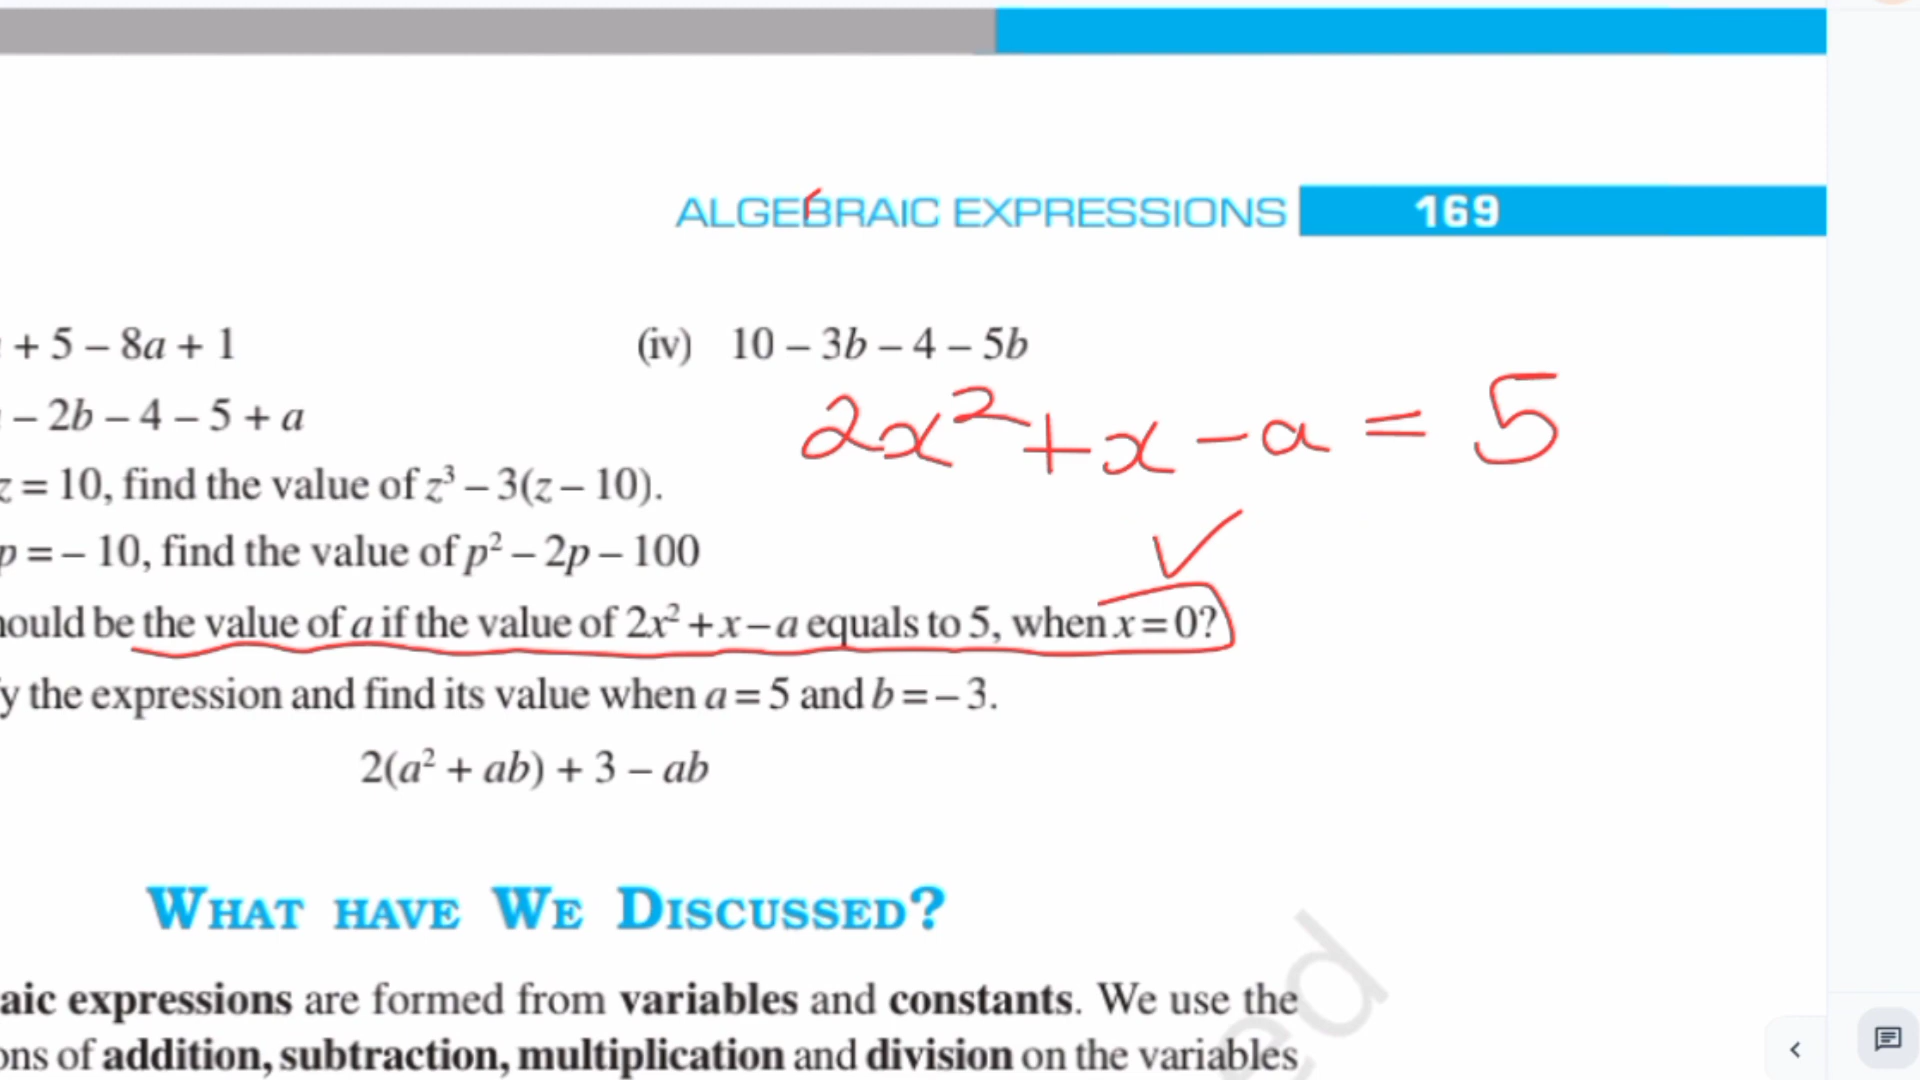 ALGEBRAIC EXPRESSIONS 169
+ 5 – 8a + 1 (iv) 10 – 3b – 4 – 5b
– 2b – 4 – 5 + a
2x² + x – a = 5
z = 10, find the value of z³ – 3(z – 10).
p = – 10, find the value of p² – 2p – 100
be the value of a if the value of 2x² + x – a equals to 5, when x = 0?
the expression and find its value when a = 5 and b = – 3.
2(a² + ab) + 3 – ab
WHAT HAVE WE DISCUSSED?
aic expressions are formed from variables and constants. We use the
ons of addition, subtraction, multiplication and division on the variables
ed